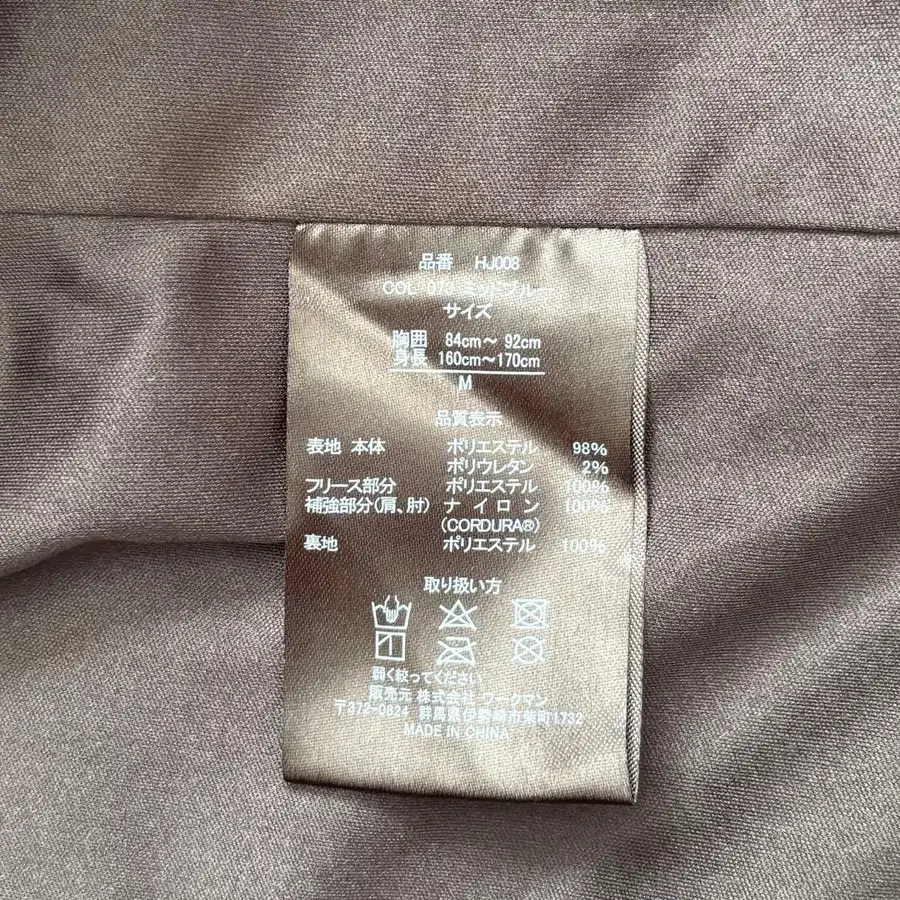 品番 HJ008
COL 070 ミッドブルー
サイズ
胸囲 84cm～ 92cm
身長 160cm～170cm
M
品質表示
表地 本体 ポリエステル 98%
ポリウレタン 2%
フリース部分 ポリエステル 100%
補強部分(肩、肘) ナイロン 100%
(CORDURA®)
裏地 ポリエステル 100%
取り扱い方
弱く絞ってください
販売元 株式会社 ワークマン
〒372-0824 群馬県伊勢崎市柴町1732
MADE IN CHINA